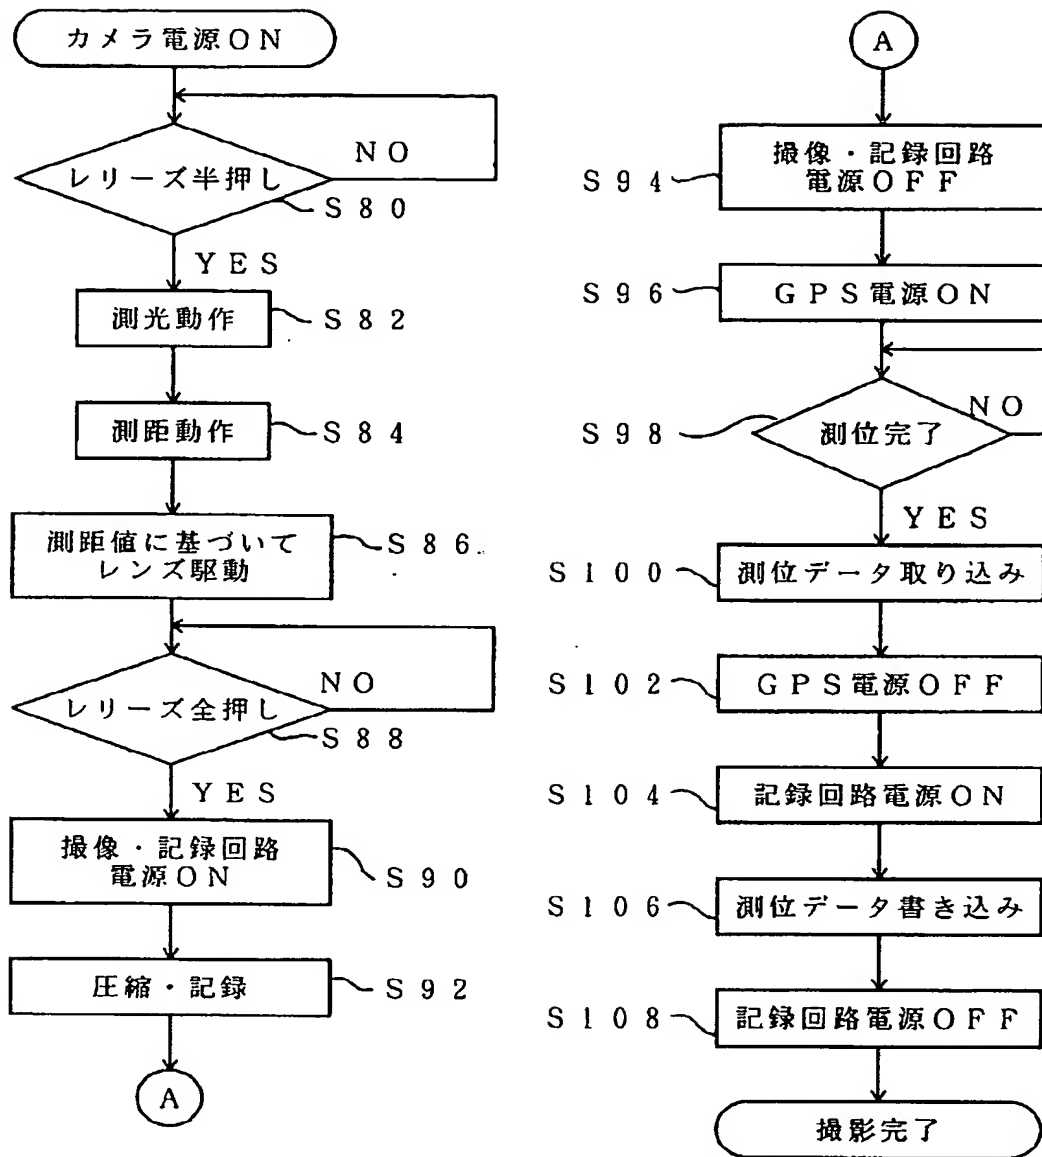 カメラ電源ON
NO
レリーズ半押し
S80
YES
測光動作
S82
測距動作
S84
測距値に基づいて
レンズ駆動
S86
NO
レリーズ全押し
S88
YES
撮像・記録回路
電源ON
S90
圧縮・記録
S92
A
A
撮像・記録回路
電源OFF
S94
GPS電源ON
S96
NO
測位完了
S98
YES
測位データ取り込み
S100
GPS電源OFF
S102
記録回路電源ON
S104
測位データ書き込み
S106
記録回路電源OFF
S108
撮影完了